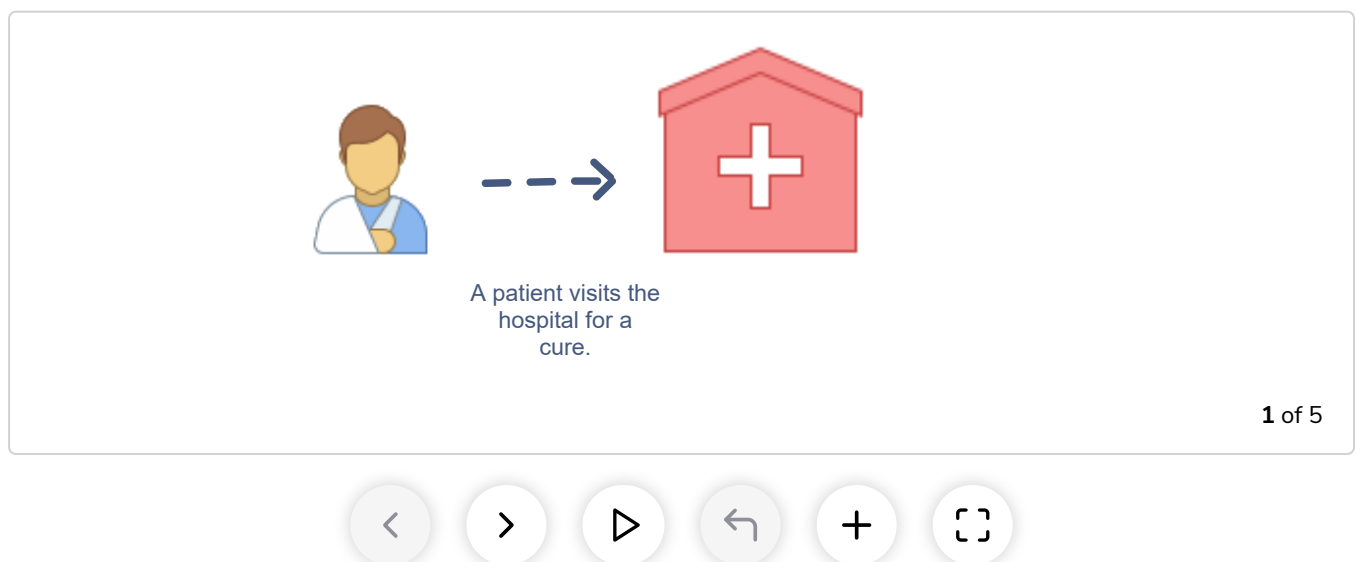 A patient visits the
hospital for a
cure.
1 of 5